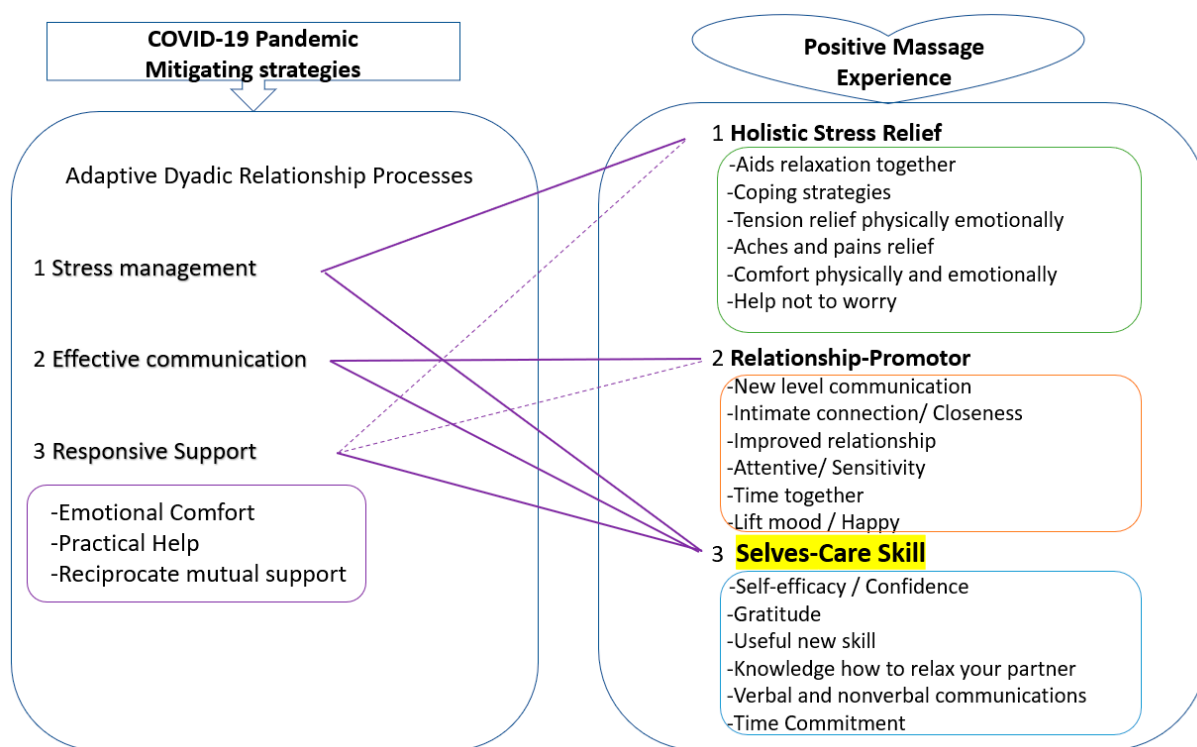 COVID-19 Pandemic
Mitigating strategies
Adaptive Dyadic Relationship Processes
1 Stress management
2 Effective communication
3 Responsive Support
-Emotional Comfort
-Practical Help
-Reciprocate mutual support
Positive Massage
Experience
1 Holistic Stress Relief
-Aids relaxation together
-Coping strategies
-Tension relief physically emotionally
-Aches and pains relief
-Comfort physically and emotionally
-Help not to worry
2 Relationship-Promotor
-New level communication
-Intimate connection/ Closeness
-Improved relationship
-Attentive/ Sensitivity
-Time together
-Lift mood / Happy
3 Selves-Care Skill
-Self-efficacy / Confidence
-Gratitude
-Useful new skill
-Knowledge how to relax your partner
-Verbal and nonverbal communications
-Time Commitment